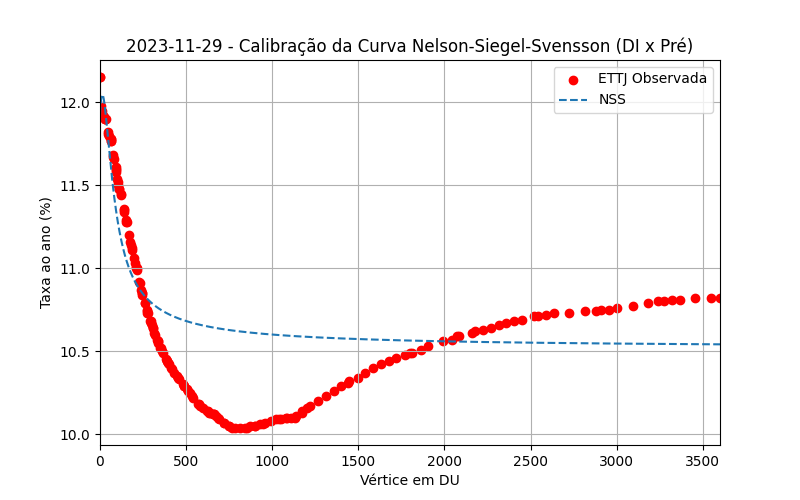 2023-11-29 - Calibração da Curva Nelson-Siegel-Svensson (DI x Pré)
ETTJ Observada
NSS
Taxa ao ano (%)
12.0
11.5
11.0
10.5
10.0
0 500 1000 1500 2000 2500 3000 3500
Vértice em DU